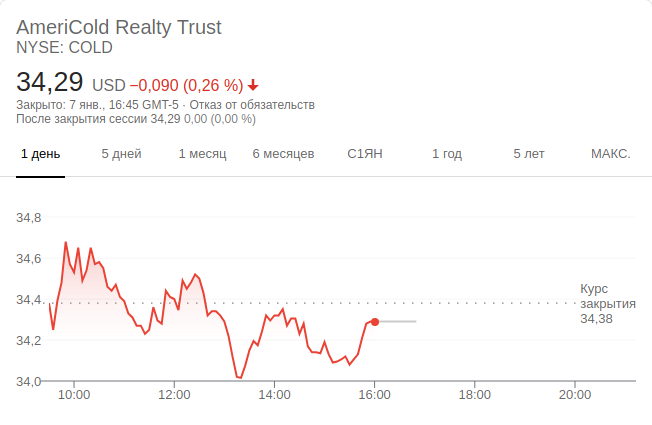 AmeriCold Realty Trust
NYSE: COLD
34,29 USD −0,090 (0,26 %)
Закрыто: 7 янв., 16:45 GMT-5 · Отказ от обязательств
После закрытия сессии 34,29 0,00 (0,00 %)
1 день 5 дней 1 месяц 6 месяцев С1ЯН 1 год 5 лет МАКС.
34,8
34,6
34,4
34,2
34,0
Курс
закрытия
34,38
10:00 12:00 14:00 16:00 18:00 20:00